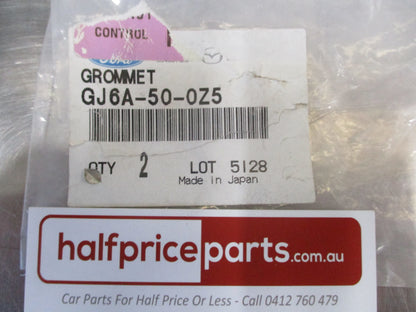 CONTROL
Ford
GROMMET
GJ6A-50-0Z5
QTY 2 LOT 5128
Made in Japan
halfpriceparts.com.au
Car Parts For Half Price Or Less - Call 0412 760 479